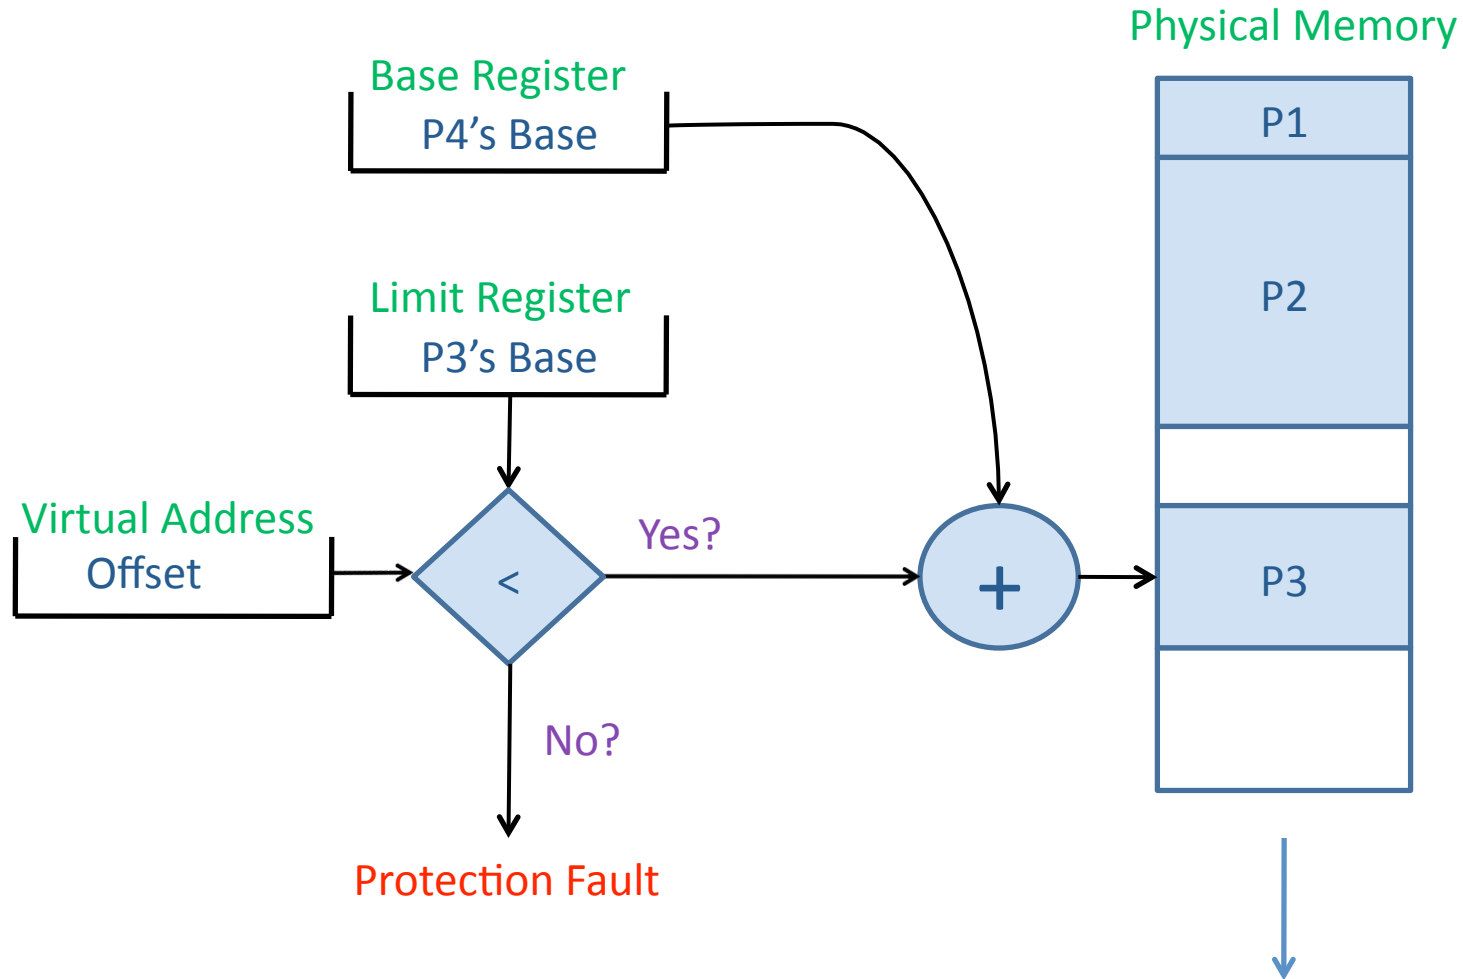 Physical Memory
Base Register
P4’s Base
P1
P2
Limit Register
P3’s Base
Virtual Address
Offset
<
Yes?
+
P3
No?
Protection Fault